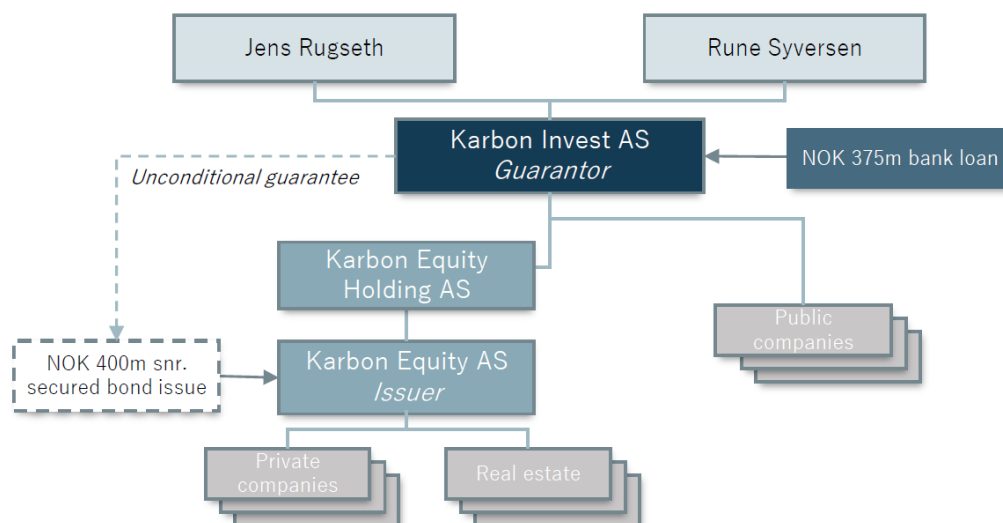 Jens Rugseth
Rune Syversen
Karbon Invest AS
Guarantor
NOK 375m bank loan
Unconditional guarantee
Karbon Equity
Holding AS
Public
companies
NOK 400m snr.
secured bond issue
Karbon Equity AS
Issuer
Private
companies
Real estate